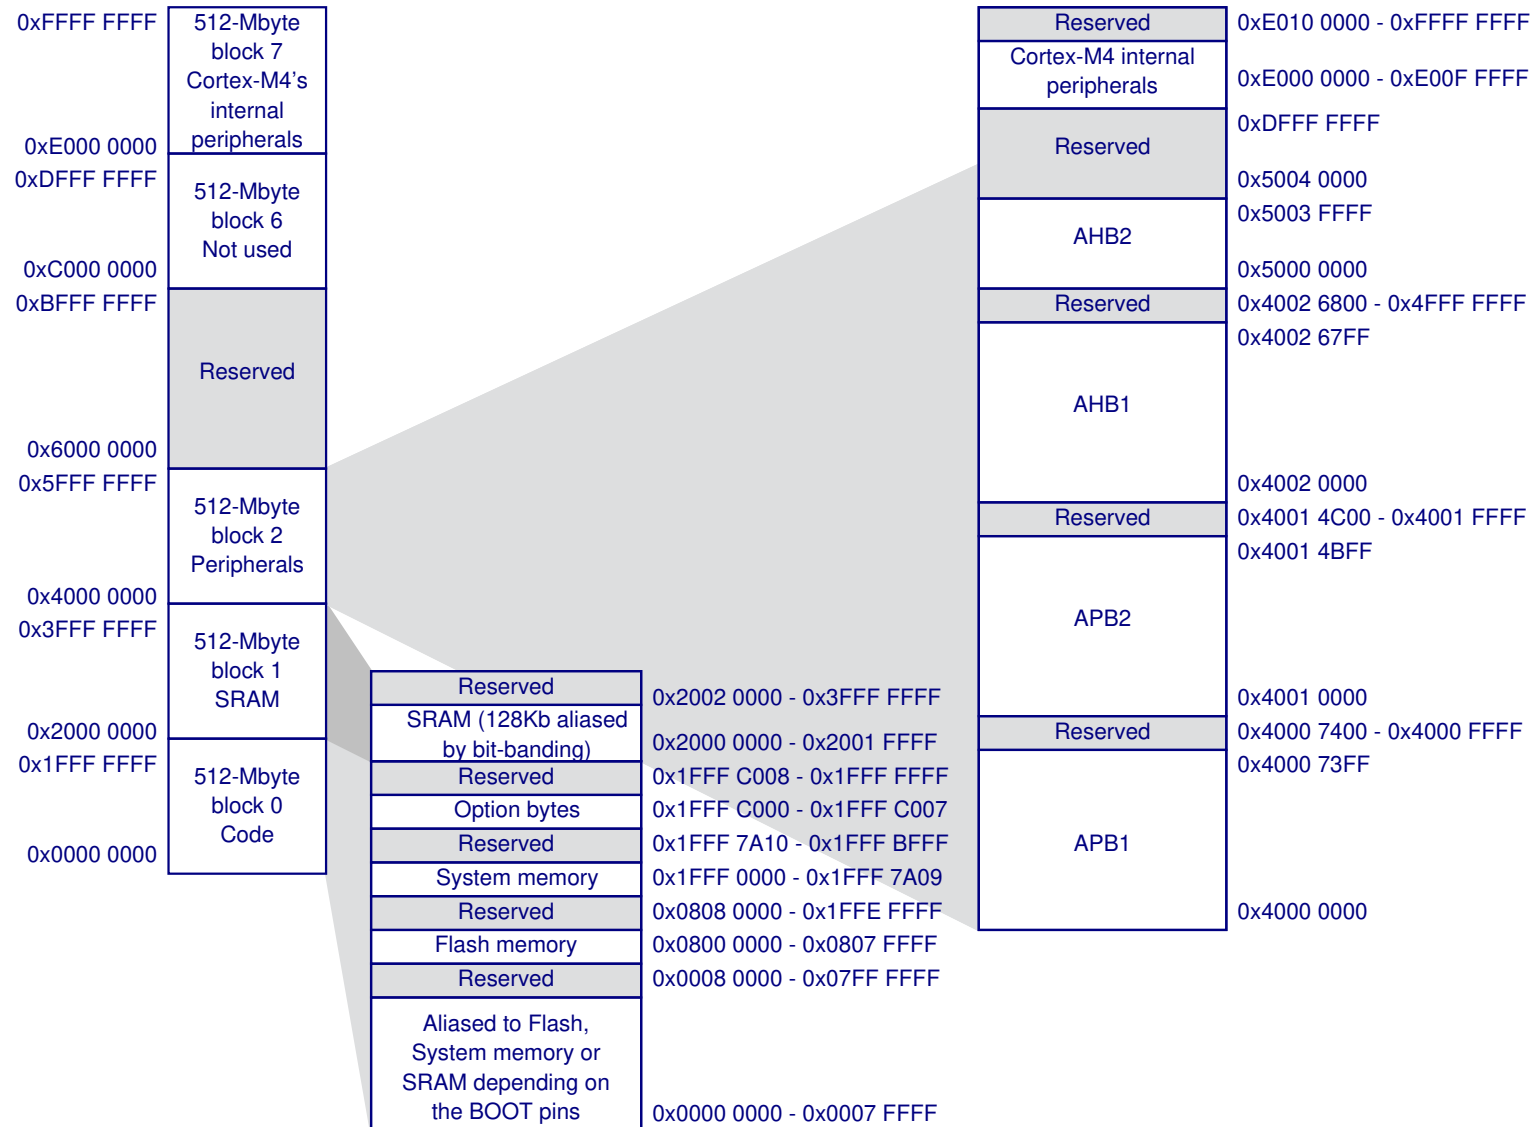 0xFFFF FFFF
512-Mbyte
block 7
Cortex-M4's
internal
peripherals
0xE000 0000
0xDFFF FFFF
512-Mbyte
block 6
Not used
0xC000 0000
0xBFFF FFFF
Reserved
0x6000 0000
0x5FFF FFFF
512-Mbyte
block 2
Peripherals
0x4000 0000
0x3FFF FFFF
512-Mbyte
block 1
SRAM
0x2000 0000
0x1FFF FFFF
512-Mbyte
block 0
Code
0x0000 0000
Reserved
0x2002 0000 - 0x3FFF FFFF
SRAM (128Kb aliased
by bit-banding)
0x2000 0000 - 0x2001 FFFF
Reserved
0x1FFF C008 - 0x1FFF FFFF
Option bytes
0x1FFF C000 - 0x1FFF C007
Reserved
0x1FFF 7A10 - 0x1FFF BFFF
System memory
0x1FFF 0000 - 0x1FFF 7A09
Reserved
0x0808 0000 - 0x1FFE FFFF
Flash memory
0x0800 0000 - 0x0807 FFFF
Reserved
0x0008 0000 - 0x07FF FFFF
Aliased to Flash,
System memory or
SRAM depending on
the BOOT pins
0x0000 0000 - 0x0007 FFFF
Reserved
0xE010 0000 - 0xFFFF FFFF
Cortex-M4 internal
peripherals
0xE000 0000 - 0xE00F FFFF
0xDFFF FFFF
Reserved
0x5004 0000
0x5003 FFFF
AHB2
0x5000 0000
Reserved
0x4002 6800 - 0x4FFF FFFF
0x4002 67FF
AHB1
0x4002 0000
Reserved
0x4001 4C00 - 0x4001 FFFF
0x4001 4BFF
APB2
0x4001 0000
Reserved
0x4000 7400 - 0x4000 FFFF
0x4000 73FF
APB1
0x4000 0000